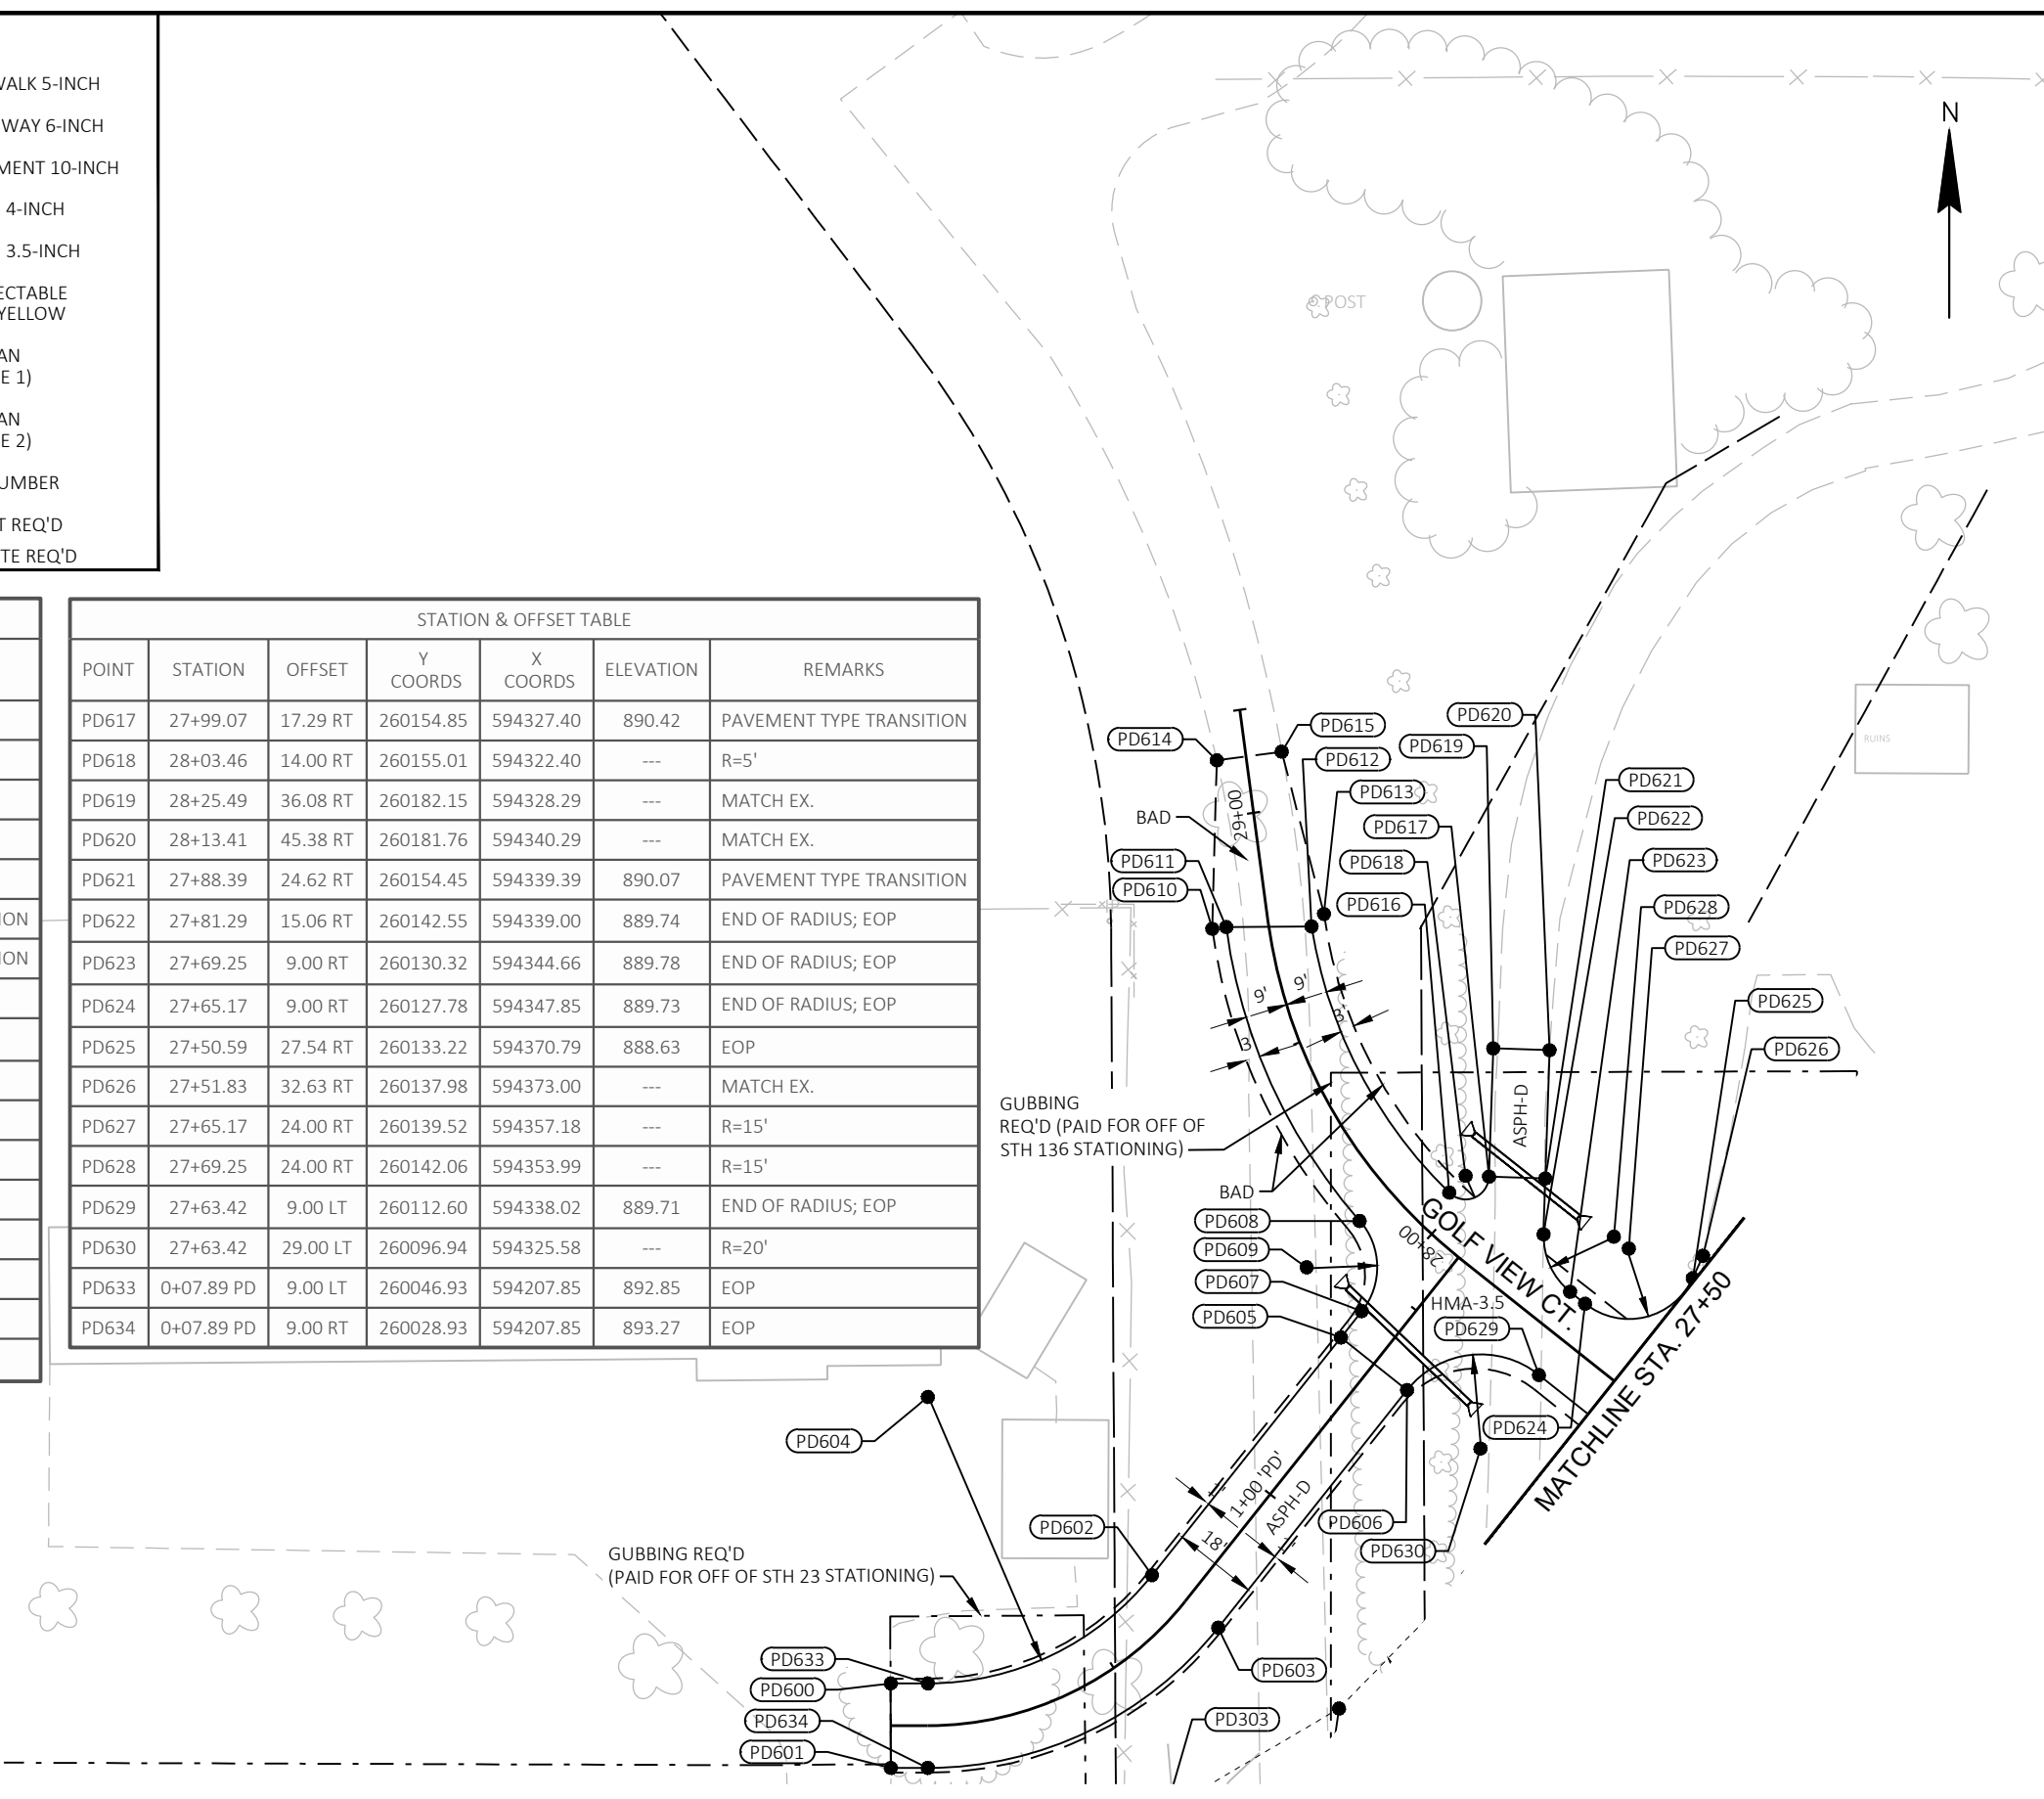 VALK 5-INCH
WAY 6-INCH
MENT 10-INCH
4-INCH
3.5-INCH
ECTABLE
YELLOW
AN
E 1)
AN
E 2)
UMBER
T REQ'D
TE REQ'D
ION
ION
STATION & OFFSET TABLE
POINT STATION OFFSET Y COORDS X COORDS ELEVATION REMARKS
PD617 27+99.07 17.29 RT 260154.85 594327.40 890.42 PAVEMENT TYPE TRANSITION
PD618 28+03.46 14.00 RT 260155.01 594322.40 --- R=5'
PD619 28+25.49 36.08 RT 260182.15 594328.29 --- MATCH EX.
PD620 28+13.41 45.38 RT 260181.76 594340.29 --- MATCH EX.
PD621 27+88.39 24.62 RT 260154.45 594339.39 890.07 PAVEMENT TYPE TRANSITION
PD622 27+81.29 15.06 RT 260142.55 594339.00 889.74 END OF RADIUS; EOP
PD623 27+69.25 9.00 RT 260130.32 594344.66 889.78 END OF RADIUS; EOP
PD624 27+65.17 9.00 RT 260127.78 594347.85 889.73 END OF RADIUS; EOP
PD625 27+50.59 27.54 RT 260133.22 594370.79 888.63 EOP
PD626 27+51.83 32.63 RT 260137.98 594373.00 --- MATCH EX.
PD627 27+65.17 24.00 RT 260139.52 594357.18 --- R=15'
PD628 27+69.25 24.00 RT 260142.06 594353.99 --- R=15'
PD629 27+63.42 9.00 LT 260112.60 594338.02 889.71 END OF RADIUS; EOP
PD630 27+63.42 29.00 LT 260096.94 594325.58 --- R=20'
PD633 0+07.89 PD 9.00 LT 260046.93 594207.85 892.85 EOP
PD634 0+07.89 PD 9.00 RT 260028.93 594207.85 893.27 EOP
N
POST
RUINS
PD614
PD615
PD620
PD619
PD612
PD621
PD613
BAD
29+00
PD617
PD622
PD611
PD618
PD623
PD610
PD616
PD628
PD627
9'
9'
3'
3'
PD625
PD626
GUBBING
REQ'D (PAID FOR OFF OF
STH 136 STATIONING)
ASPH-D
BAD
PD608
PD609
PD607
PD605
GOLF VIEW CT.
28+00
HMA-3.5
PD629
MATCHLINE STA. 27+50
PD624
PD604
PD602
1+00 'PD'
ASPH-D
18'
PD606
PD630
GUBBING REQ'D
(PAID FOR OFF OF STH 23 STATIONING)
PD633
PD600
PD634
PD601
PD603
PD303